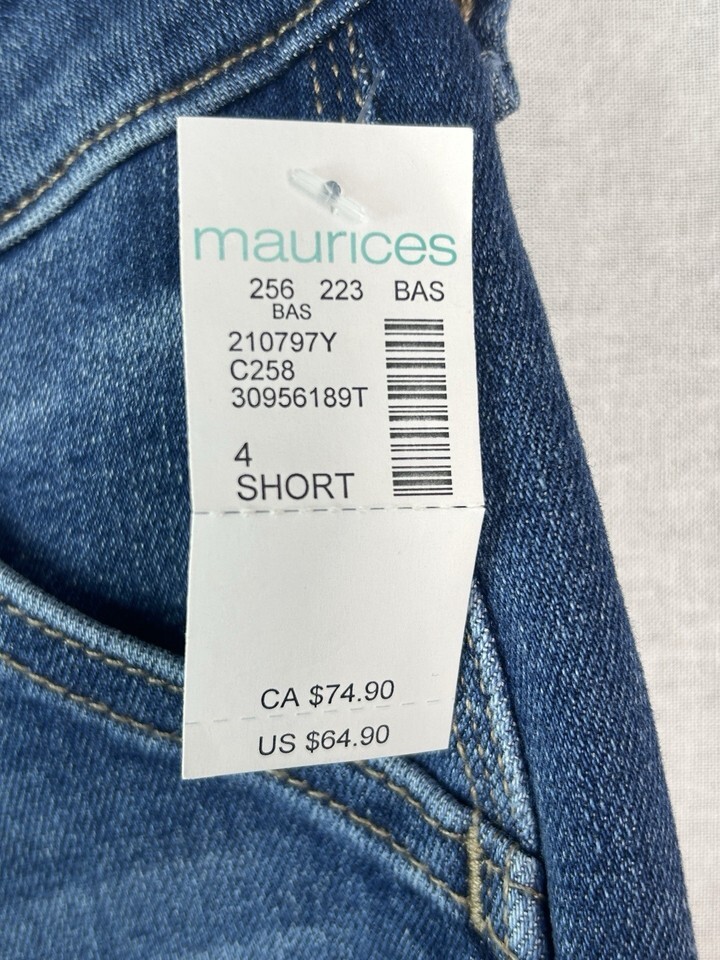 maurices
256 223 BAS
BAS
210797Y
C258
30956189T
4
SHORT
CA $74.90
US $64.90